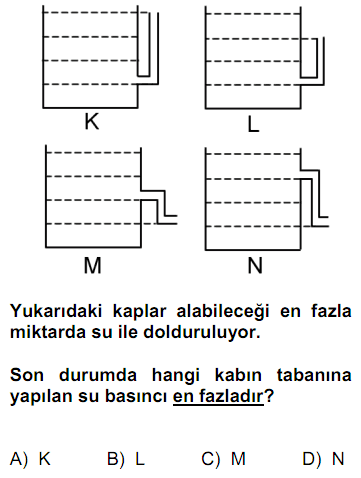 K
L
M
N
Yukarıdaki kaplar alabileceği en fazla
miktarda su ile dolduruluyor.
Son durumda hangi kabın tabanına
yapılan su basıncı en fazladır?
A) K B) L C) M D) N